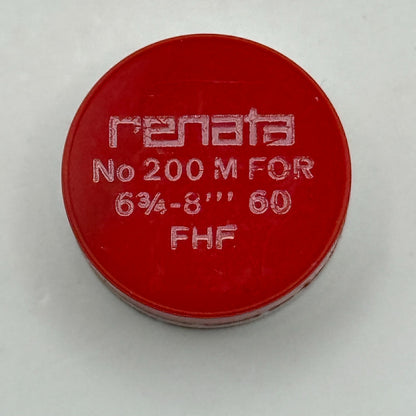 renata
No 200 M FOR
6¾-8''' 60
FHF